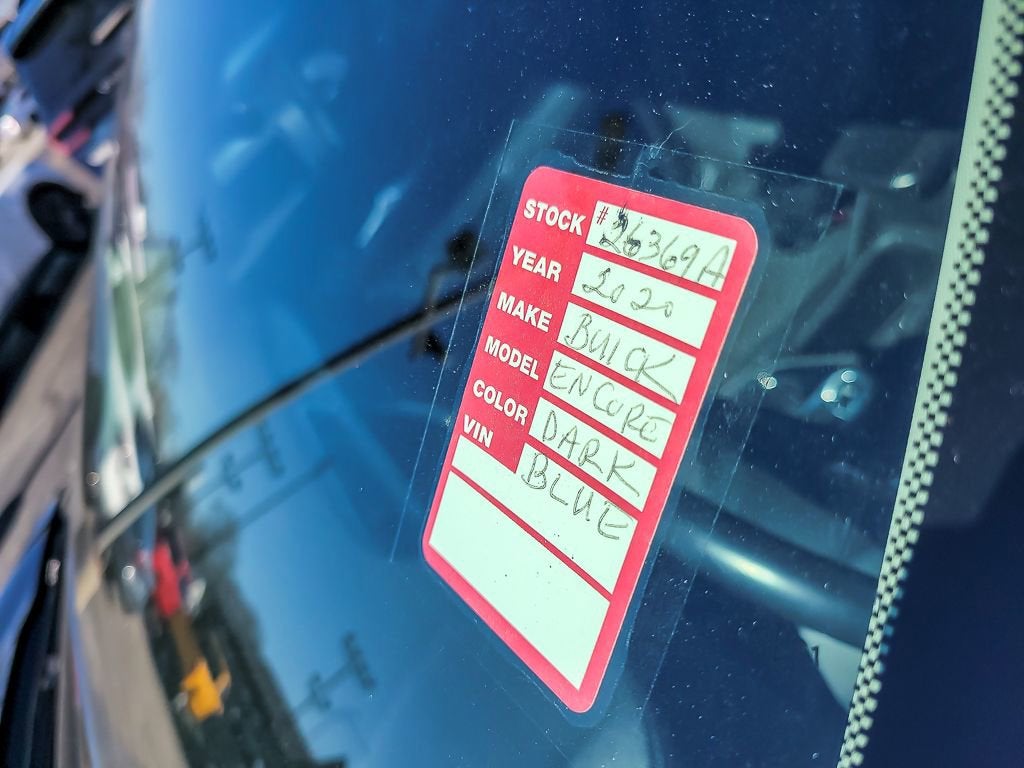 STOCK #26369A
YEAR 2020
MAKE BUICK
MODEL ENCORE
COLOR DARK
VIN BLUE